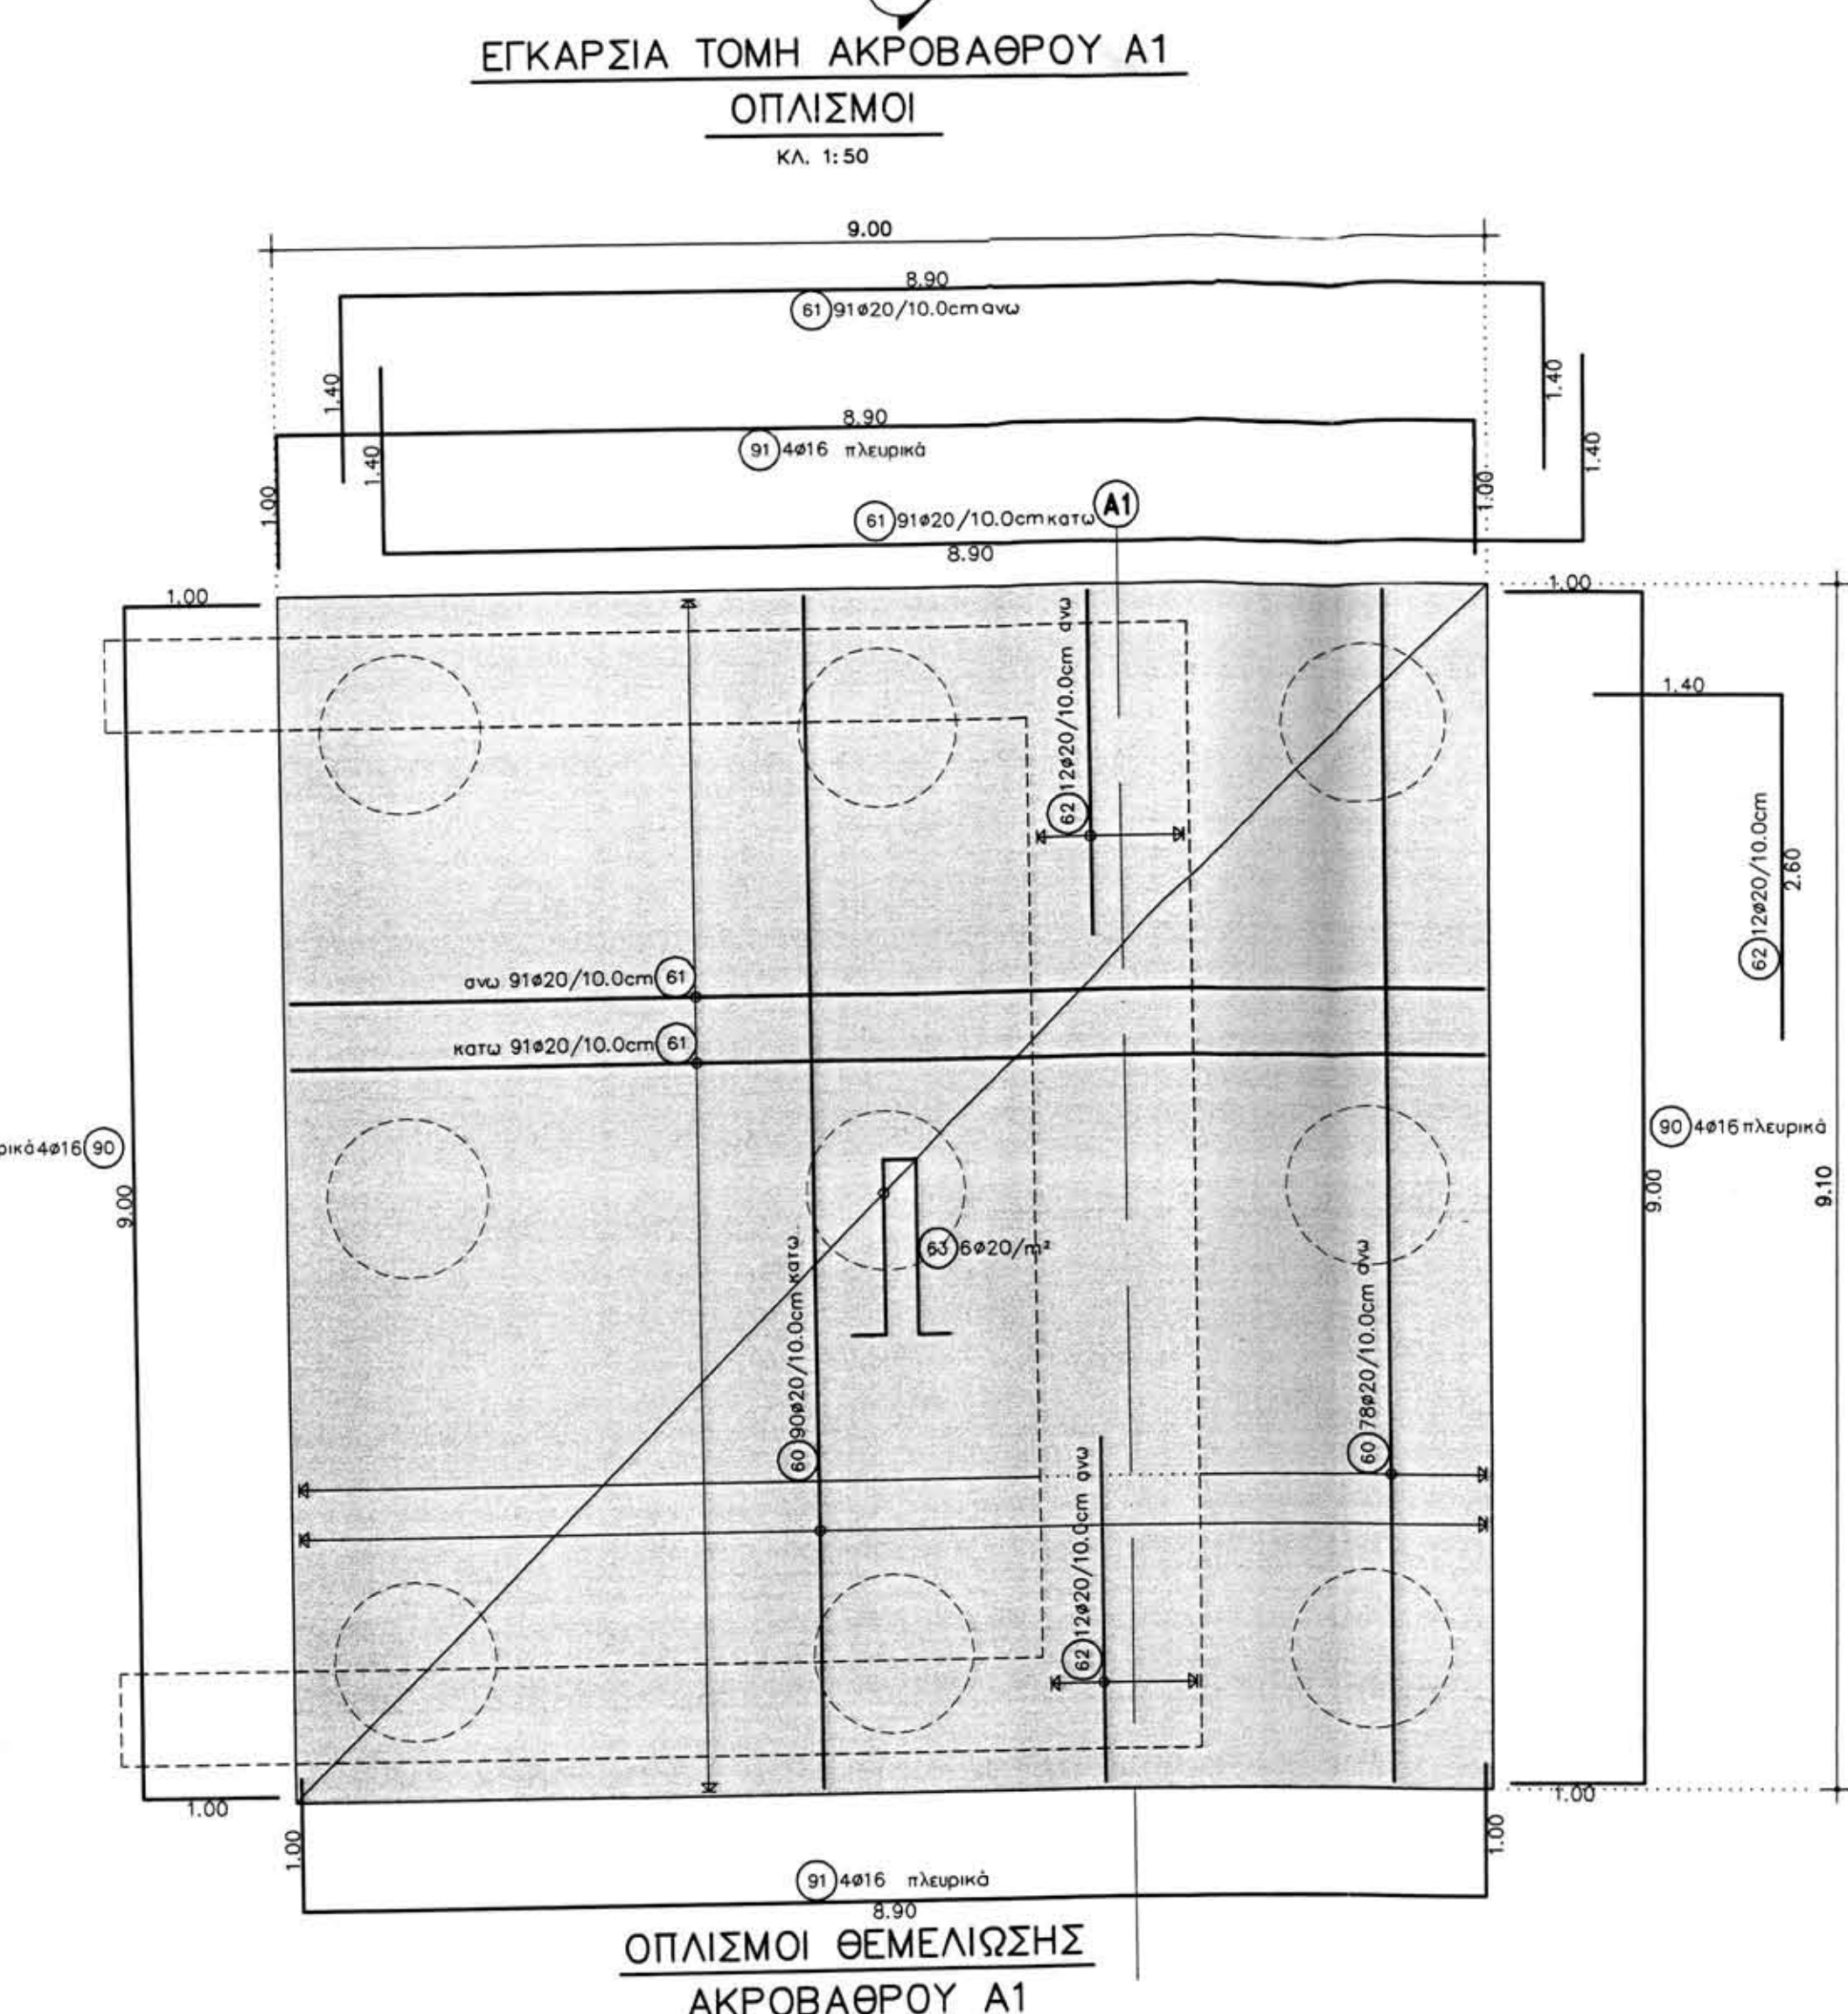 ΕΓΚΑΡΣΙΑ ΤΟΜΗ ΑΚΡΟΒΑΘΡΟΥ Α1
ΟΠΛΙΣΜΟΙ
ΚΛ. 1:50
9.00
8.90
61 91ø20/10.0cm ανω
1.40
1.40
8.90
91 4ø16 πλευρικά
1.40
1.40
1.00
1.00
61 91ø20/10.0cm κατω
A1
8.90
1.00
1.00
62 12ø20/10.0cm ανω
1.40
62 12ø20/10.0cm
2.60
ανω 91ø20/10.0cm 61
κατω 91ø20/10.0cm 61
4ø16 90
90 4ø16 πλευρικά
9.00
9.00
9.10
63 6ø20/m²
60 90ø20/10.0cm κατω
60 78ø20/10.0cm ανω
62 12ø20/10.0cm ανω
1.00
1.00
1.00
1.00
91 4ø16 πλευρικά
8.90
ΟΠΛΙΣΜΟΙ ΘΕΜΕΛΙΩΣΗΣ
ΑΚΡΟΒΑΘΡΟΥ Α1